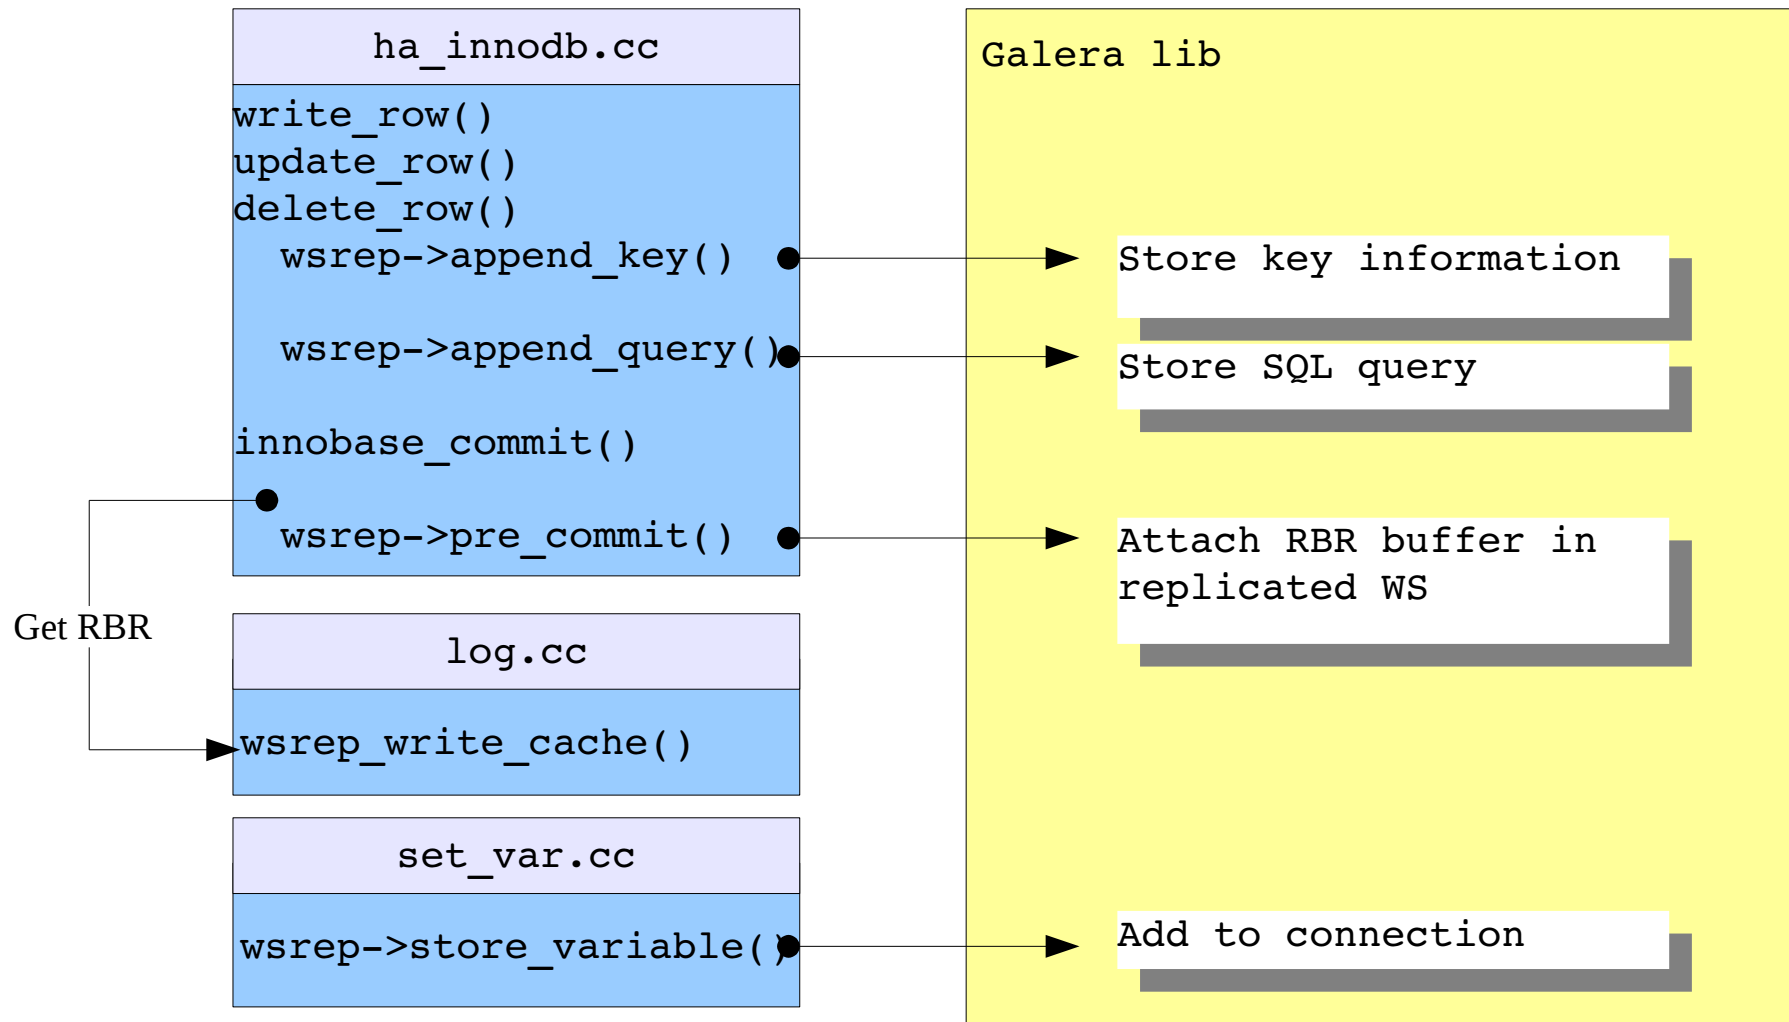 ha_innodb.cc
write_row()
update_row()
delete_row()
wsrep->append_key()
wsrep->append_query()
innobase_commit()
wsrep->pre_commit()
Get RBR
log.cc
wsrep_write_cache()
set_var.cc
wsrep->store_variable()
Galera lib
Store key information
Store SQL query
Attach RBR buffer in
replicated WS
Add to connection